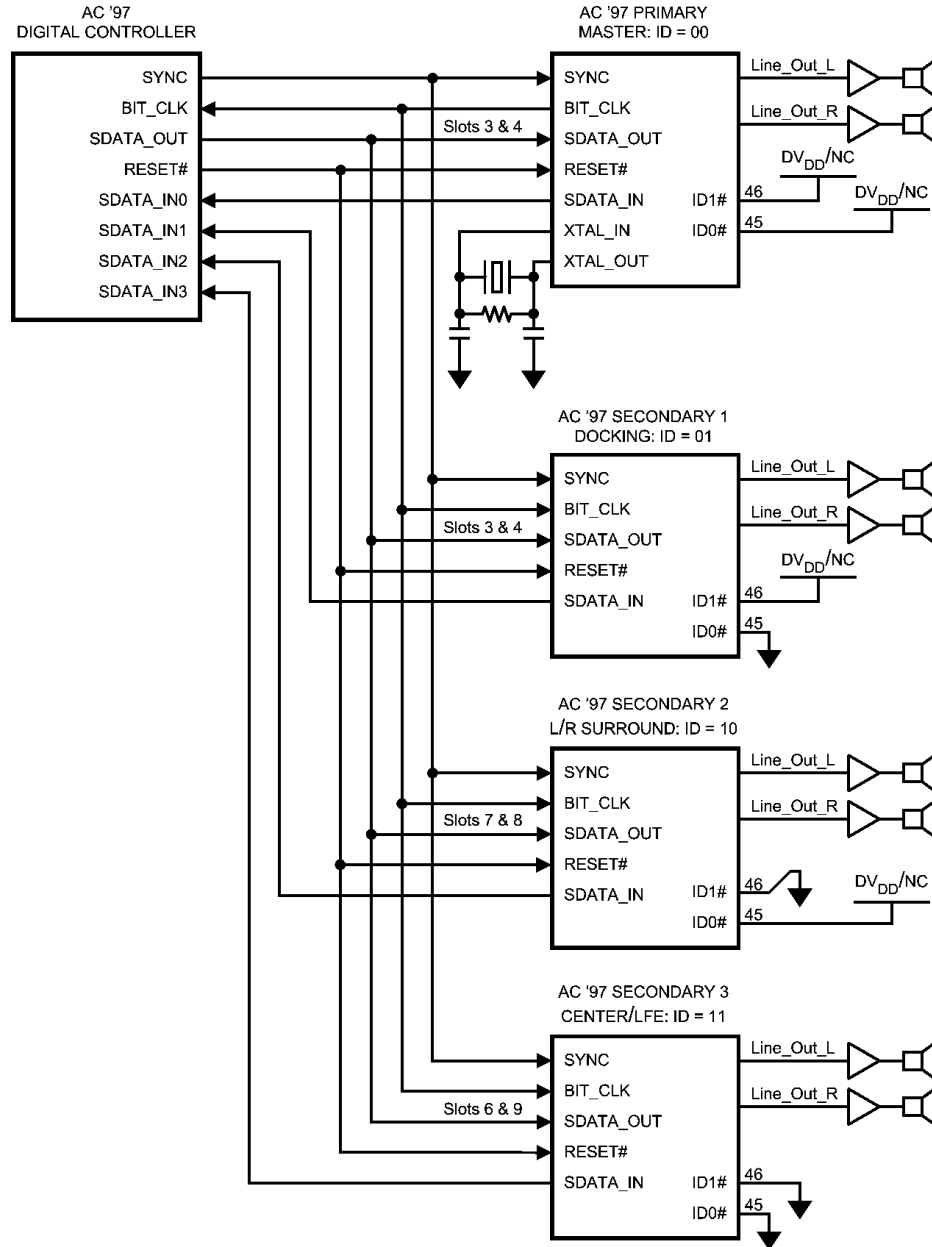 AC '97
DIGITAL CONTROLLER
SYNC
BIT_CLK
SDATA_OUT
RESET#
SDATA_IN0
SDATA_IN1
SDATA_IN2
SDATA_IN3
AC '97 PRIMARY
MASTER: ID = 00
SYNC
BIT_CLK
Slots 3 & 4
SDATA_OUT
RESET#
SDATA_IN
XTAL_IN
XTAL_OUT
ID1#
46
ID0#
45
Line_Out_L
Line_Out_R
DVDD/NC
DVDD/NC
AC '97 SECONDARY 1
DOCKING: ID = 01
SYNC
BIT_CLK
Slots 3 & 4
SDATA_OUT
RESET#
SDATA_IN
ID1#
46
ID0#
45
Line_Out_L
Line_Out_R
DVDD/NC
AC '97 SECONDARY 2
L/R SURROUND: ID = 10
SYNC
BIT_CLK
Slots 7 & 8
SDATA_OUT
RESET#
SDATA_IN
ID1#
46
ID0#
45
Line_Out_L
Line_Out_R
DVDD/NC
AC '97 SECONDARY 3
CENTER/LFE: ID = 11
SYNC
BIT_CLK
Slots 6 & 9
SDATA_OUT
RESET#
SDATA_IN
ID1#
46
ID0#
45
Line_Out_L
Line_Out_R